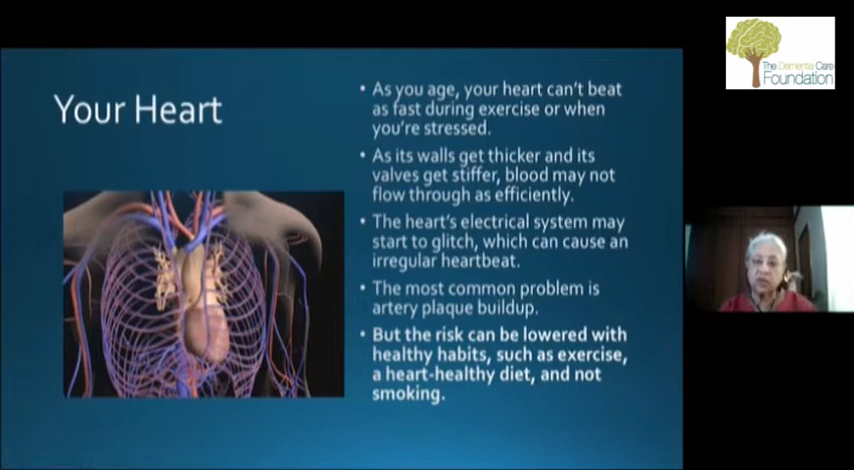 The Dementia Care
Foundation
Your Heart
• As you age, your heart can't beat
as fast during exercise or when
you're stressed.
• As its walls get thicker and its
valves get stiffer, blood may not
flow through as efficiently.
• The heart's electrical system may
start to glitch, which can cause an
irregular heartbeat.
• The most common problem is
artery plaque buildup.
• But the risk can be lowered with
healthy habits, such as exercise,
a heart-healthy diet, and not
smoking.